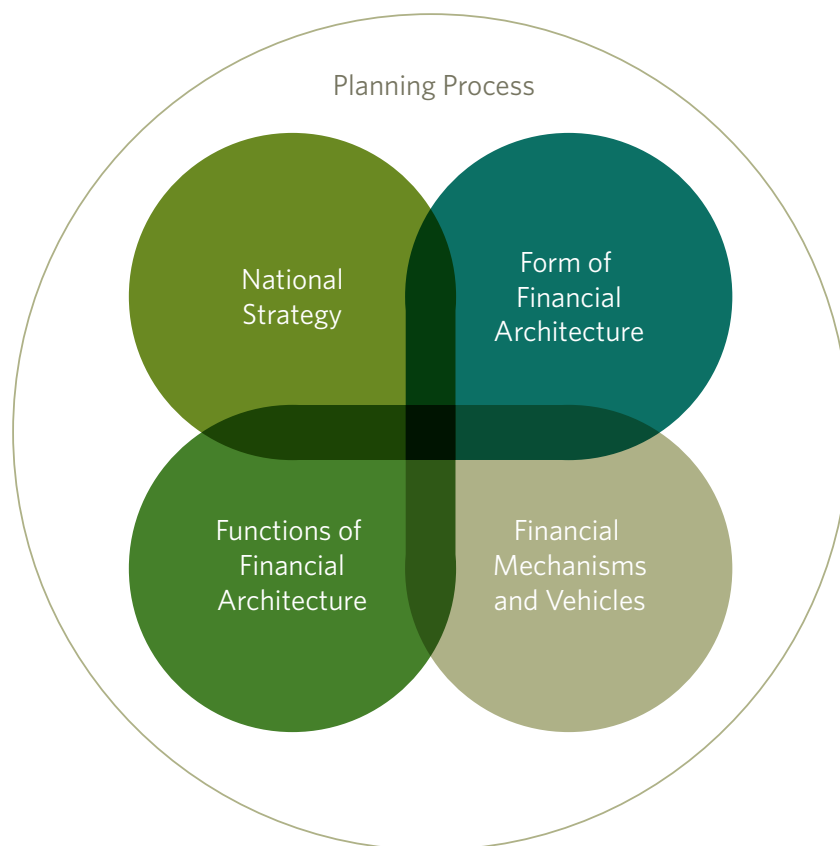 Planning Process
National
Strategy
Form of
Financial
Architecture
Functions of
Financial
Architecture
Financial
Mechanisms
and Vehicles